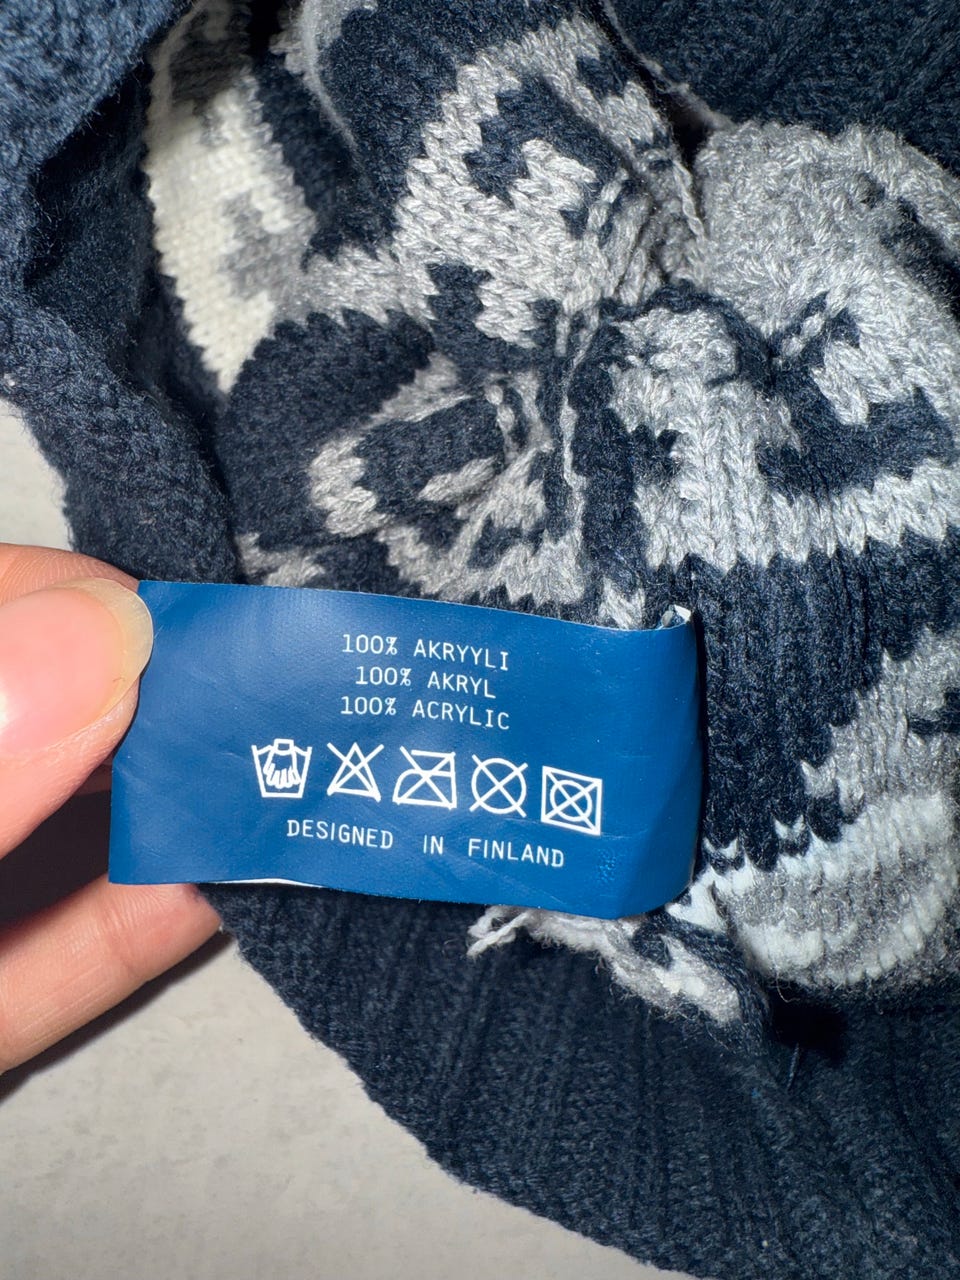 100% AKRYYLI
100% AKRYL
100% ACRYLIC
DESIGNED IN FINLAND